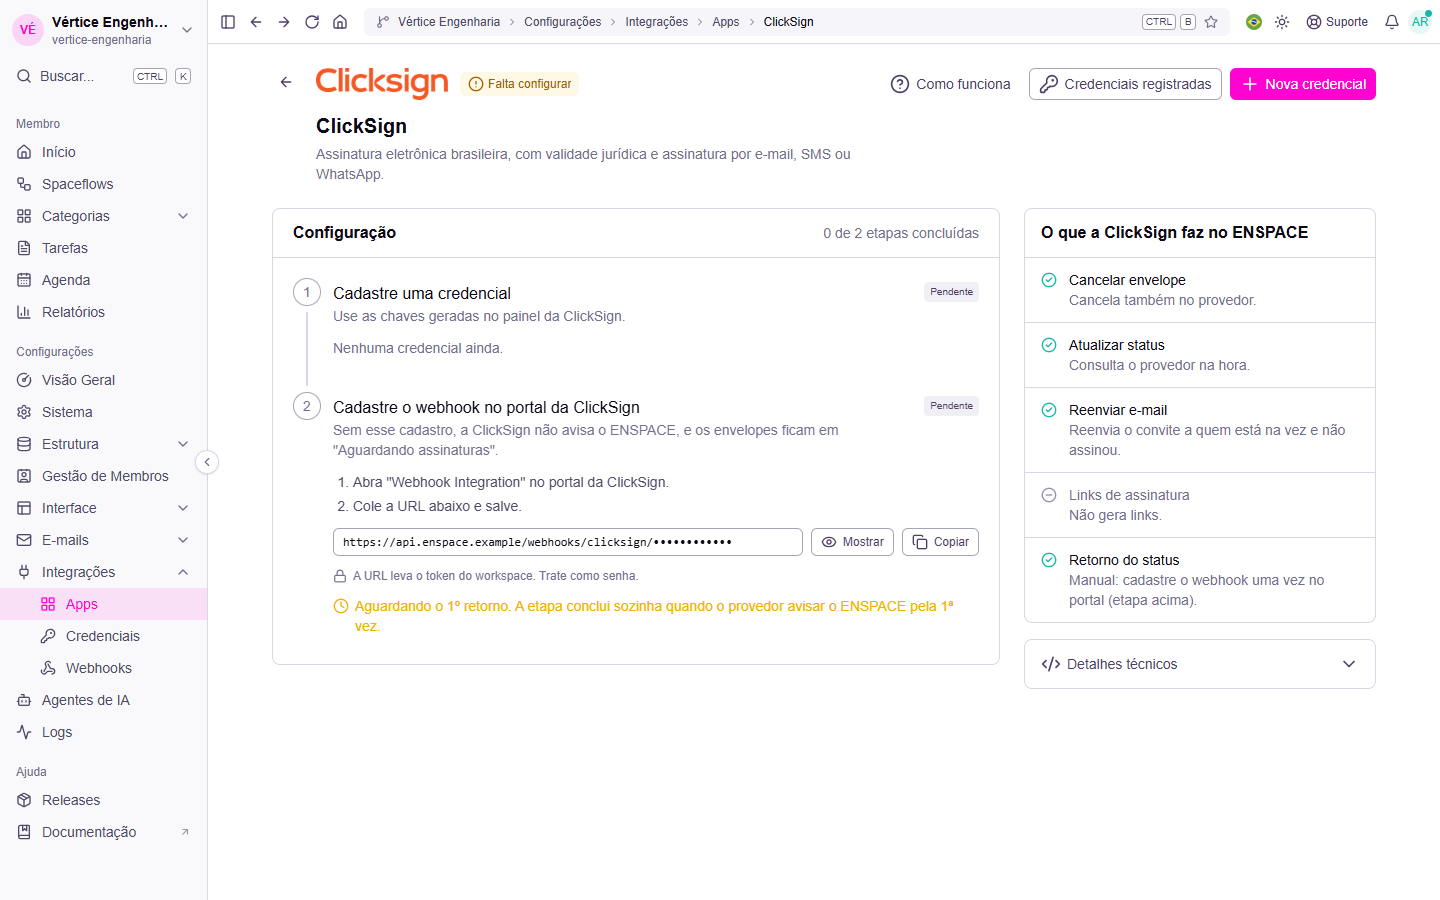 VÉ
Vértice Engenh...
vertice-engenharia
Buscar...
CTRL K
Membro
Início
Spaceflows
Categorias
Tarefas
Agenda
Relatórios
Configurações
Visão Geral
Sistema
Estrutura
Gestão de Membros
Interface
E-mails
Integrações
Apps
Credenciais
Webhooks
Agentes de IA
Logs
Ajuda
Releases
Documentação
Vértice Engenharia > Configurações > Integrações > Apps > ClickSign
CTRL B
Suporte
AR
Clicksign
Falta configurar
Como funciona
Credenciais registradas
Nova credencial
ClickSign
Assinatura eletrônica brasileira, com validade jurídica e assinatura por e-mail, SMS ou
WhatsApp.
Configuração
0 de 2 etapas concluídas
1
Cadastre uma credencial
Pendente
Use as chaves geradas no painel da ClickSign.
Nenhuma credencial ainda.
2
Cadastre o webhook no portal da ClickSign
Pendente
Sem esse cadastro, a ClickSign não avisa o ENSPACE, e os envelopes ficam em
"Aguardando assinaturas".
1. Abra "Webhook Integration" no portal da ClickSign.
2. Cole a URL abaixo e salve.
https://api.enspace.example/webhooks/clicksign/••••••••••••
Mostrar
Copiar
A URL leva o token do workspace. Trate como senha.
Aguardando o 1º retorno. A etapa conclui sozinha quando o provedor avisar o ENSPACE pela 1ª
vez.
O que a ClickSign faz no ENSPACE
Cancelar envelope
Cancela também no provedor.
Atualizar status
Consulta o provedor na hora.
Reenviar e-mail
Reenvia o convite a quem está na vez e não
assinou.
Links de assinatura
Não gera links.
Retorno do status
Manual: cadastre o webhook uma vez no
portal (etapa acima).
Detalhes técnicos